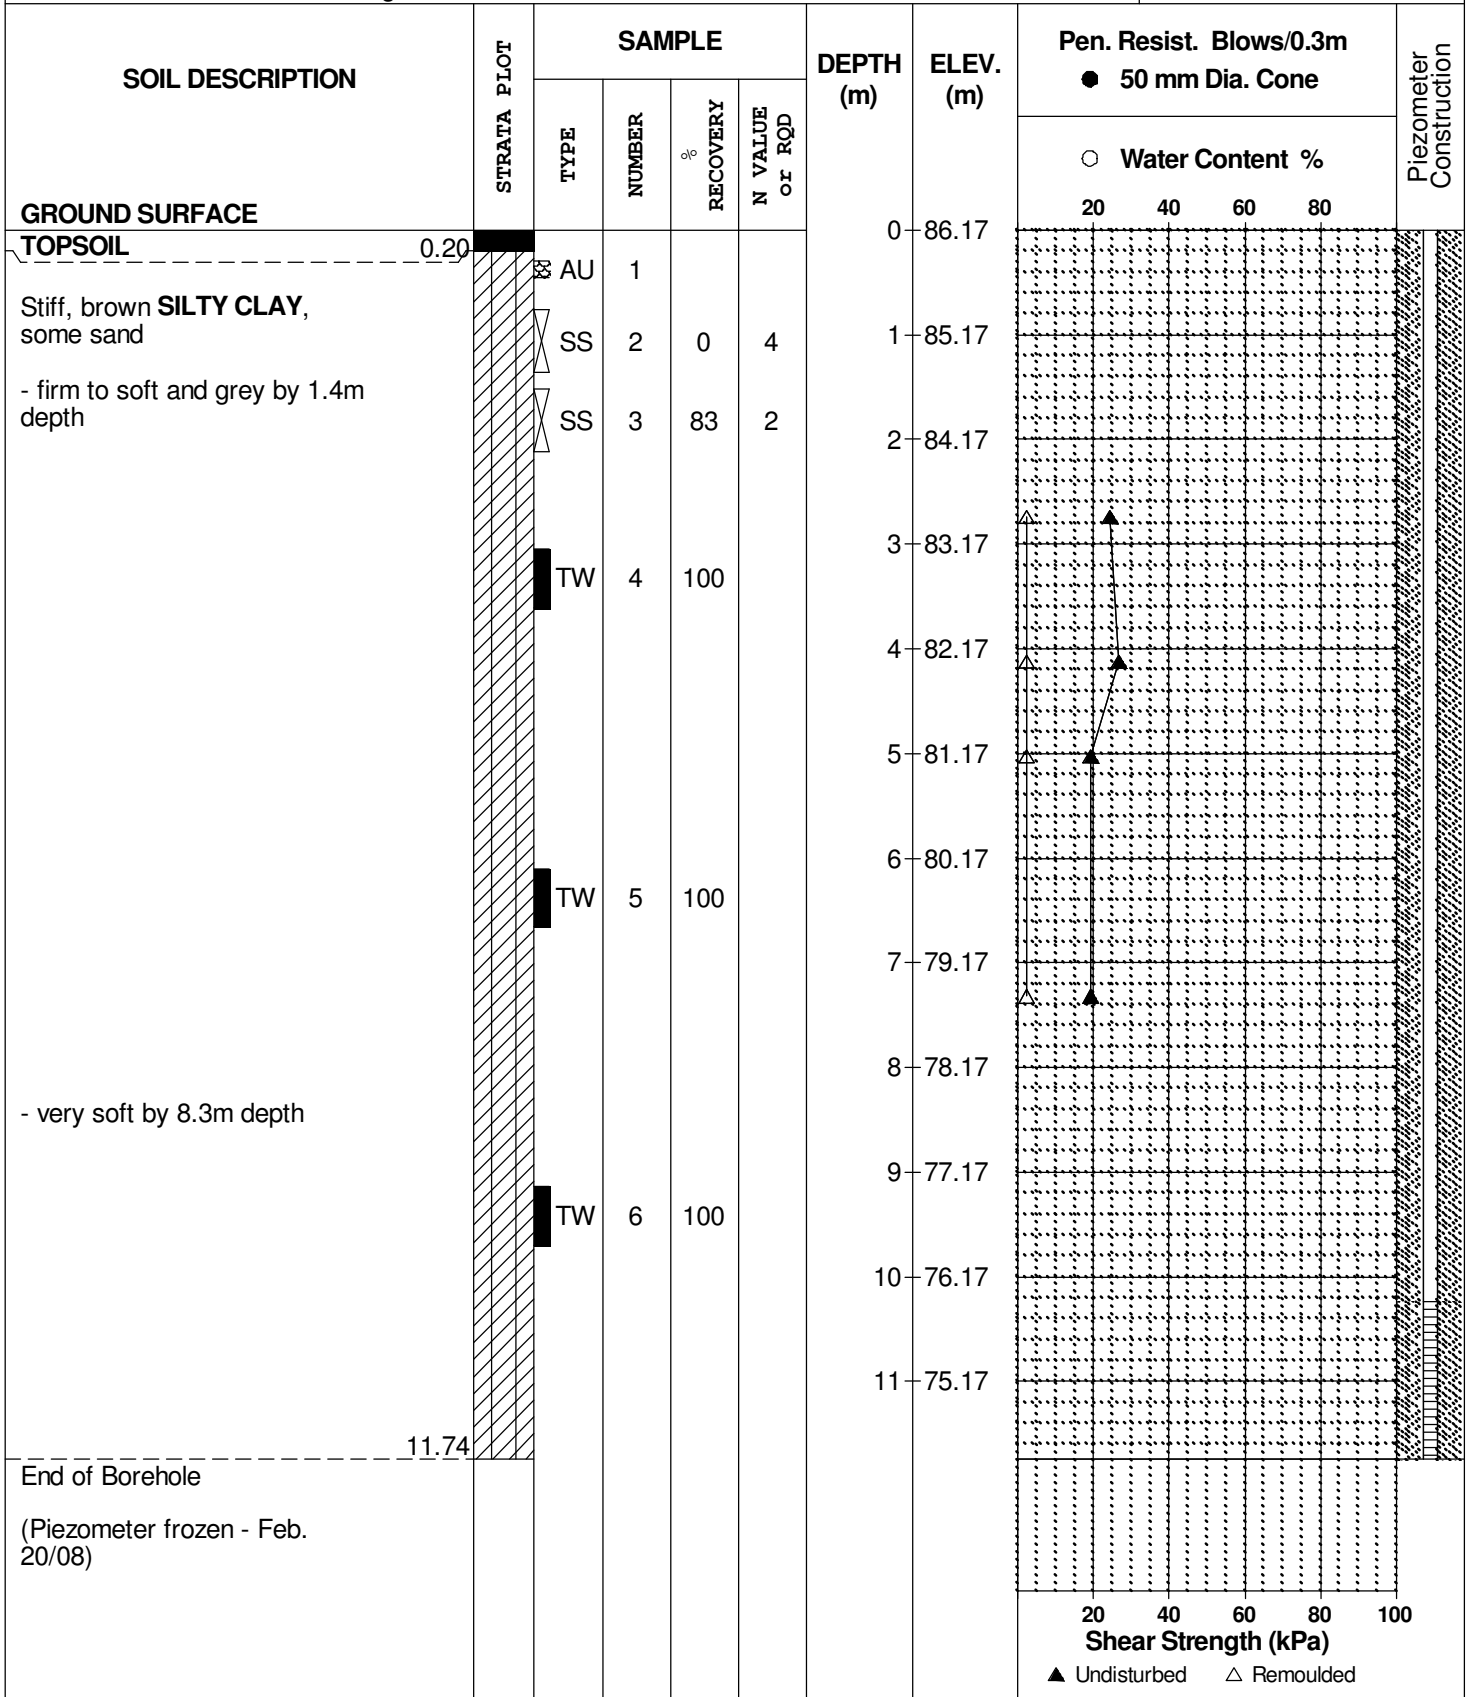 SOIL DESCRIPTION
STRATA PLOT
SAMPLE
TYPE
NUMBER
% RECOVERY
N VALUE or RQD
DEPTH (m)
ELEV. (m)
Pen. Resist. Blows/0.3m
● 50 mm Dia. Cone
○ Water Content %
Piezometer Construction
20 40 60 80
GROUND SURFACE
0 86.17
TOPSOIL 0.20
AU 1
Stiff, brown SILTY CLAY,
some sand
SS 2 0 4
1 85.17
- firm to soft and grey by 1.4m
depth
SS 3 83 2
2 84.17
3 83.17
TW 4 100
4 82.17
5 81.17
6 80.17
TW 5 100
7 79.17
8 78.17
- very soft by 8.3m depth
9 77.17
TW 6 100
10 76.17
11 75.17
11.74
End of Borehole
(Piezometer frozen - Feb.
20/08)
20 40 60 80 100
Shear Strength (kPa)
▲ Undisturbed △ Remoulded